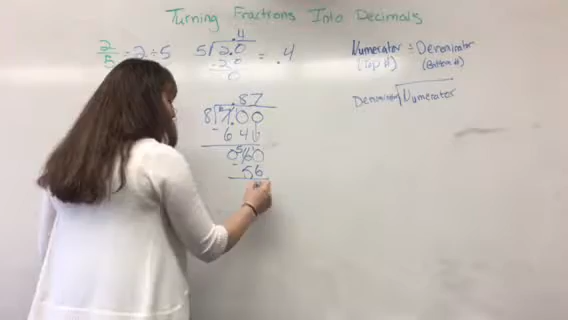 Turning Fractions Into Decimals
2/5 = 2 ÷ 5
.4
5 2.0 = .4
- 2 0
0
Numerator ÷ Denominator
(Top #) (Bottom #)
Denominator Numerator
.87
8 7.00
- 6 4
0 60
- 56